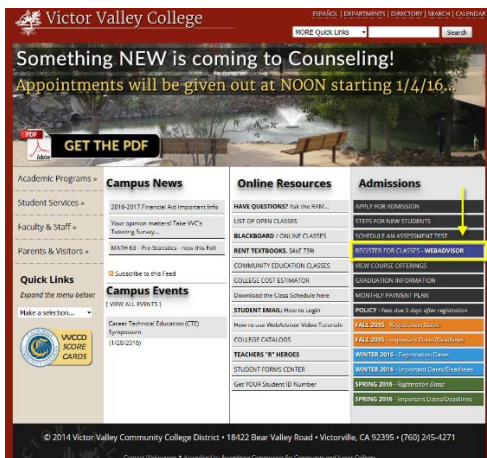 Victor Valley College
ESPAÑOL | DEPARTMENTS | DIRECTORY | SEARCH | CALENDAR
MORE Quick Links
Search
Something NEW is coming to Counseling!
Appointments will be given out at NOON starting 1/4/16...
PDF
Adobe
GET THE PDF
Academic Programs »
Student Services »
Faculty & Staff »
Parents & Visitors »
Quick Links
Expand the menu below:
Make a selection...
VVCCD
SCORE
CARDS
Campus News
2016-2017 Financial Aid Important Info
Your opinion matters! Take VVC's
Tutoring Survey...
MATH 63 - Pre-Statistics - new this Fall
Subscribe to this Feed
Campus Events
[ VIEW ALL EVENTS ]
Career Technical Education (CTE)
Symposium
(1/28/2016)
Online Resources
HAVE QUESTIONS? Ask the RAM...
LIST OF OPEN CLASSES
BLACKBOARD / ONLINE CLASSES
RENT TEXTBOOKS. SAVE 75%
COMMUNITY EDUCATION CLASSES
COLLEGE COST ESTIMATOR
Download the Class Schedule here
STUDENT EMAIL: How to Login
How to use WebAdvisor Video Tutorials
COLLEGE CATALOGS
TEACHERS "R" HEROES
STUDENT FORMS CENTER
Get YOUR Student ID Number
Admissions
APPLY FOR ADMISSION
STEPS FOR NEW STUDENTS
SCHEDULE AN ASSESSMENT TEST
REGISTER FOR CLASSES - WEBADVISOR
VIEW COURSE OFFERINGS
GRADUATION INFORMATION
MONTHLY PAYMENT PLAN
POLICY : Fees due 3 days after registration
FALL 2015 - Registration Dates
FALL 2015 - Important Dates/Deadlines
WINTER 2016 - Registration Dates
WINTER 2016 - Important Dates/Deadlines
SPRING 2016 - Registration Dates
SPRING 2016 - Important Dates/Deadlines
© 2014 Victor Valley Community College District • 18422 Bear Valley Road • Victorville, CA 92395 • (760) 245-4271